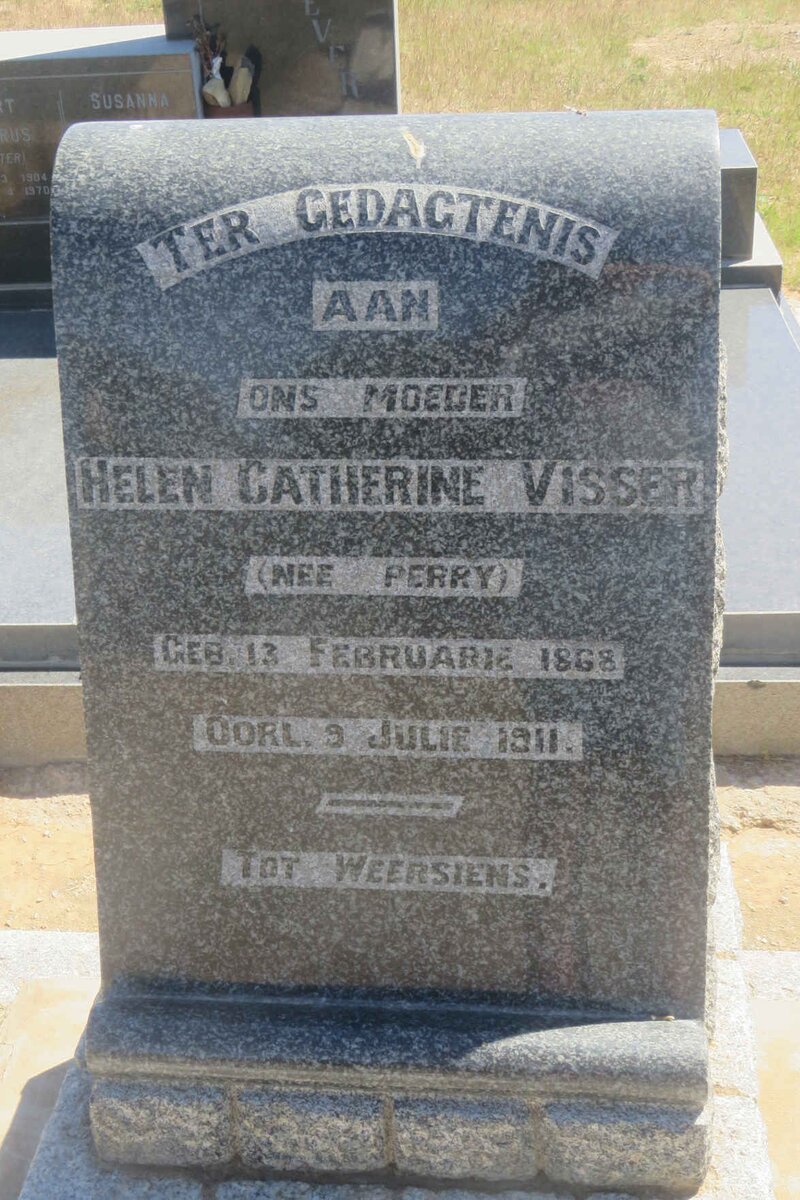 SUSANNA
TER GEDAGTENIS
AAN
ONS MOEDER
HELEN CATHERINE VISSER
(NEE PERRY)
GEB. 13 FEBRUARIE 1868
OORL. 9 JULIE 1911.
TOT WEERSIENS.